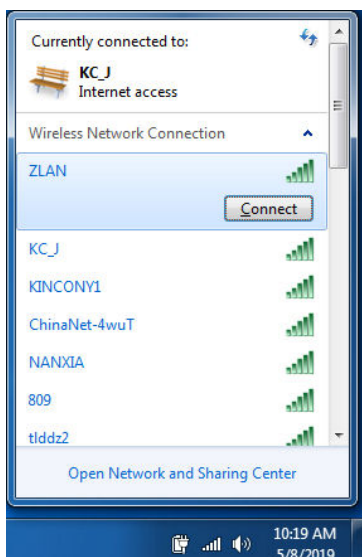 Currently connected to:
KC_J
Internet access
Wireless Network Connection
ZLAN
Connect
KC_J
KINCONY1
ChinaNet-4wuT
NANXIA
809
tlddz2
Open Network and Sharing Center
10:19 AM
5/8/2019